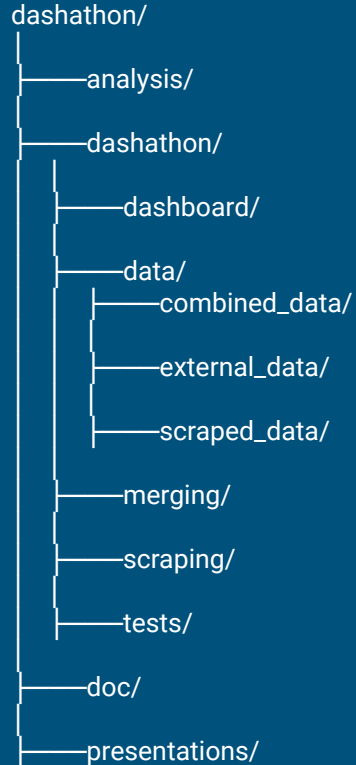 dashathon/
analysis/
dashathon/
dashboard/
data/
combined_data/
external_data/
scraped_data/
merging/
scraping/
tests/
doc/
presentations/